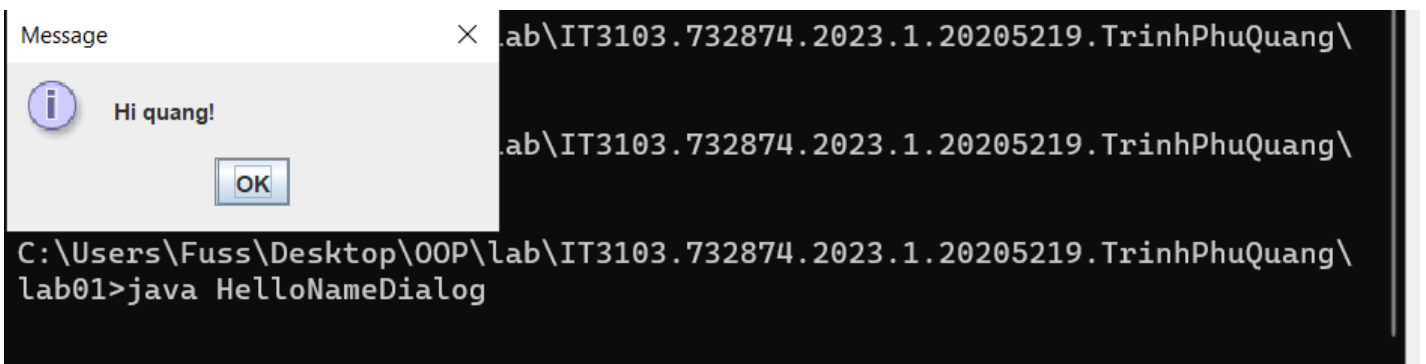 Message
Hi quang!
OK
.ab\IT3103.732874.2023.1.20205219.TrinhPhuQuang\
.ab\IT3103.732874.2023.1.20205219.TrinhPhuQuang\
C:\Users\Fuss\Desktop\OOP\lab\IT3103.732874.2023.1.20205219.TrinhPhuQuang\
lab01>java HelloNameDialog